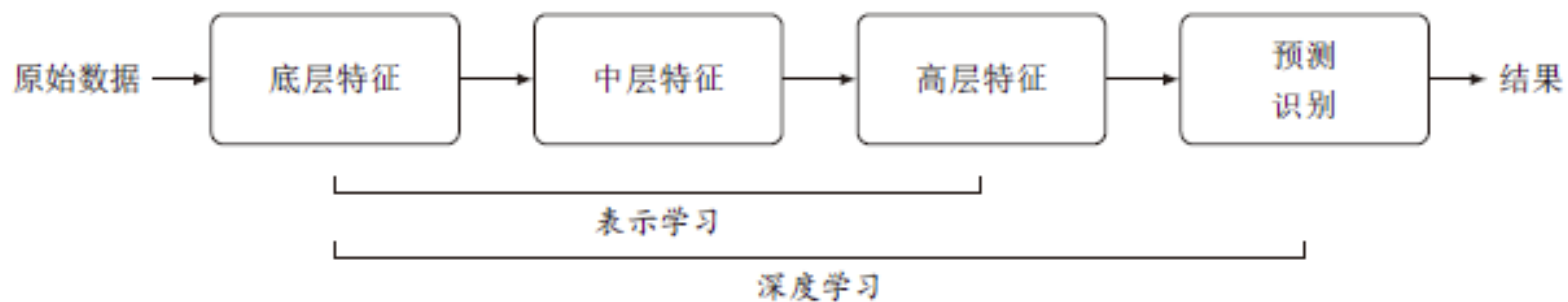 原始数据
底层特征
中层特征
高层特征
预测
识别
结果
表示学习
深度学习